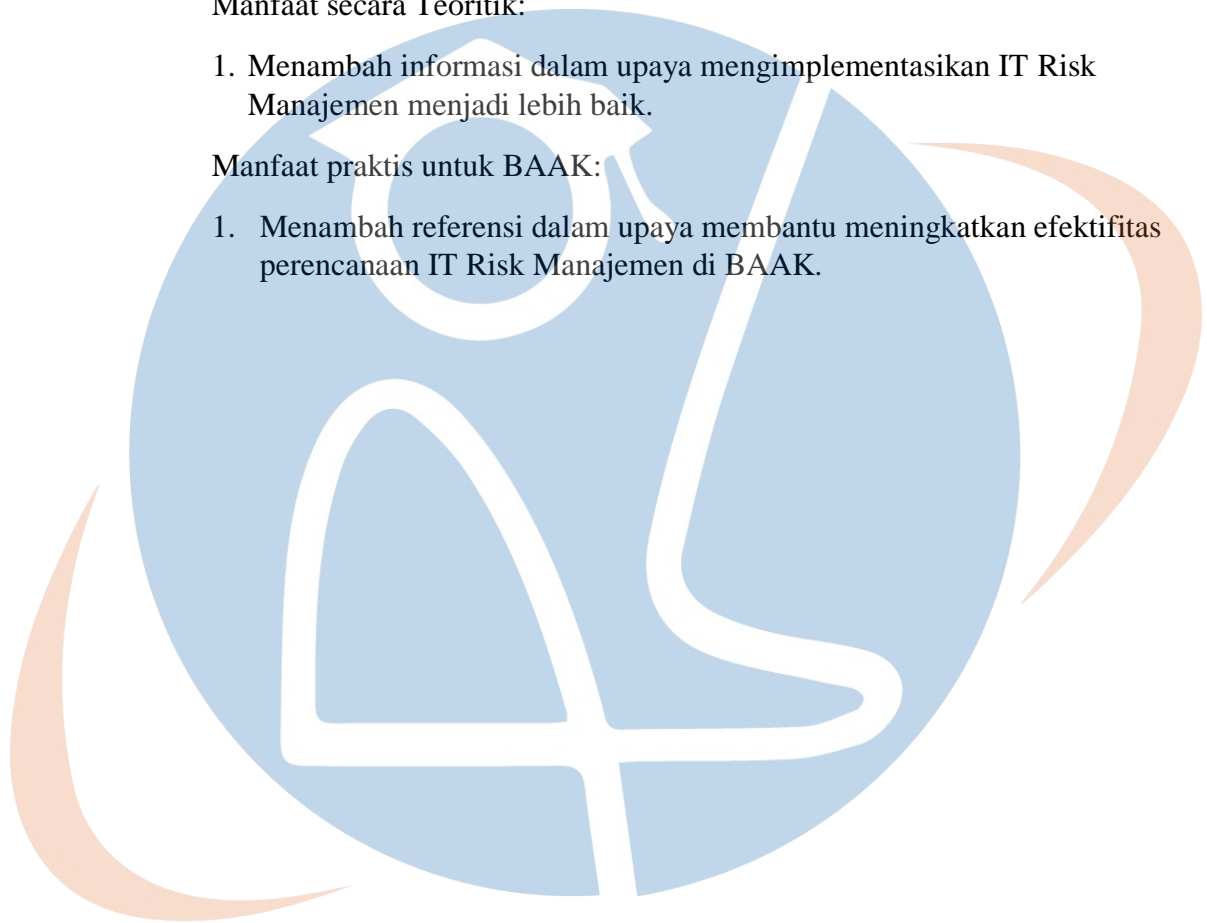 Manfaat secara Teoritik:
1. Menambah informasi dalam upaya mengimplementasikan IT Risk
Manajemen menjadi lebih baik.
Manfaat praktis untuk BAAK:
1. Menambah referensi dalam upaya membantu meningkatkan efektifitas
perencanaan IT Risk Manajemen di BAAK.